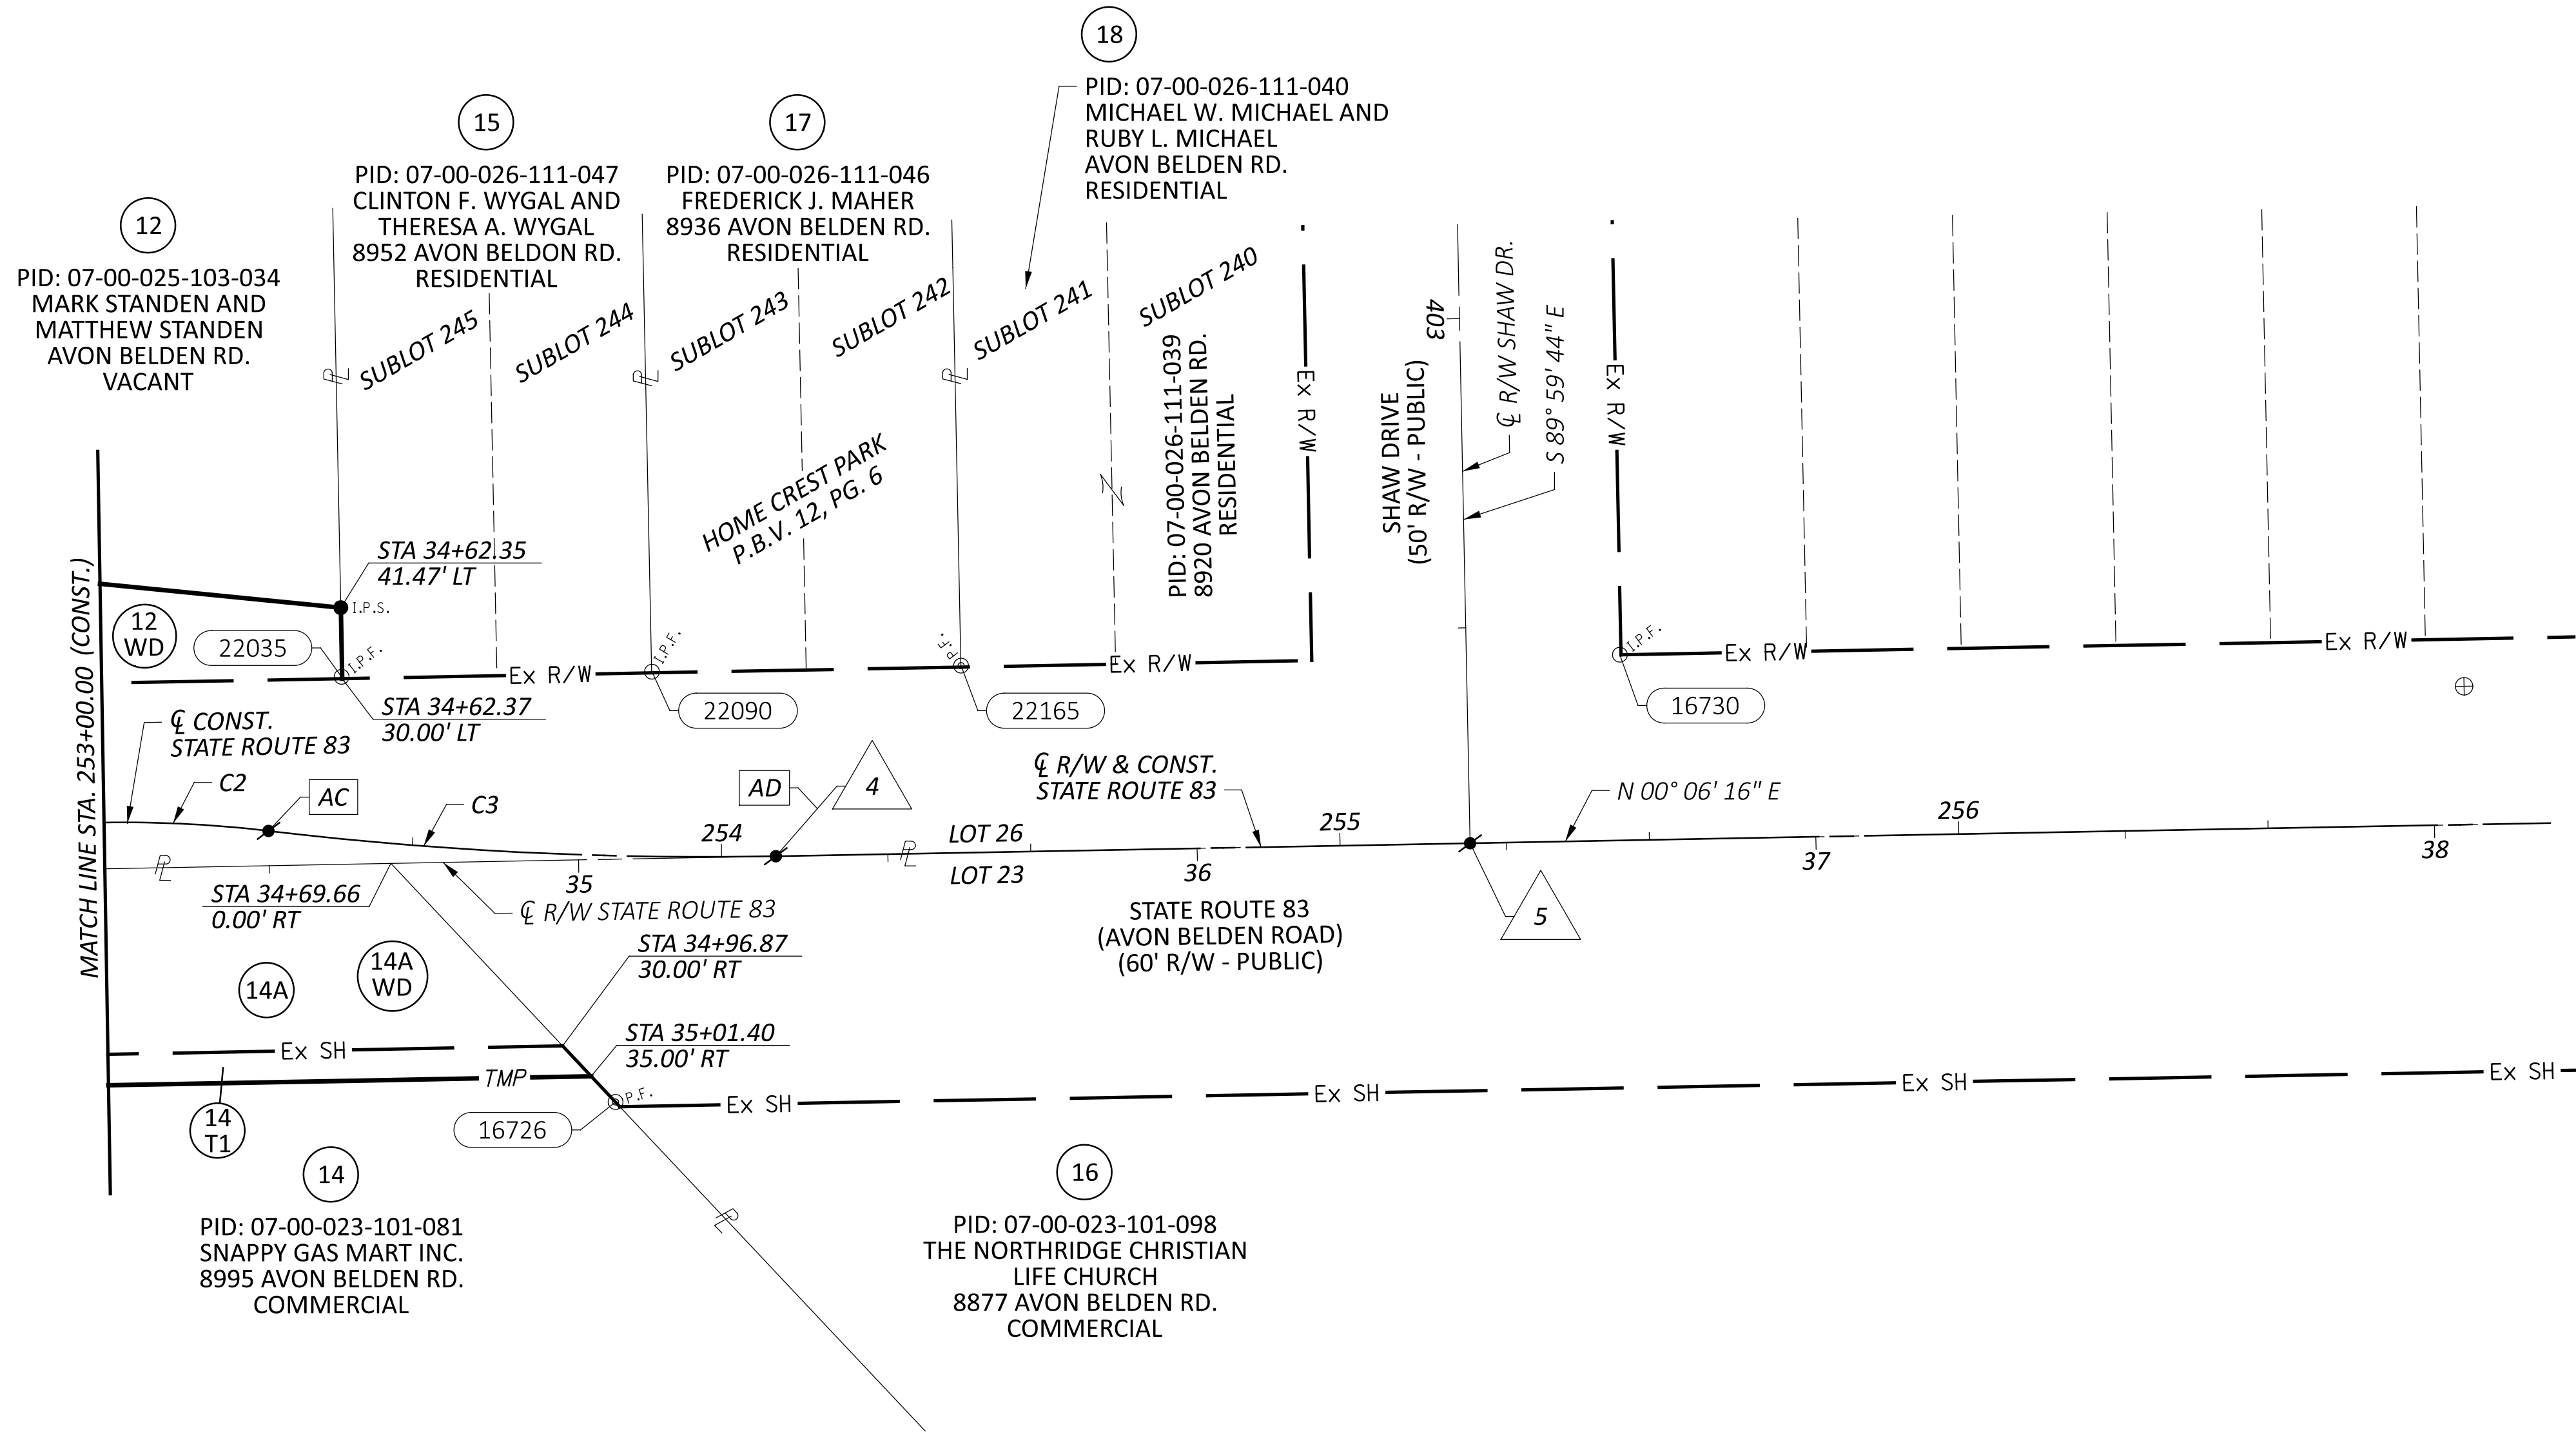 18
PID: 07-00-026-111-040
MICHAEL W. MICHAEL AND
RUBY L. MICHAEL
AVON BELDEN RD.
RESIDENTIAL
15
PID: 07-00-026-111-047
CLINTON F. WYGAL AND
THERESA A. WYGAL
8952 AVON BELDON RD.
RESIDENTIAL
17
PID: 07-00-026-111-046
FREDERICK J. MAHER
8936 AVON BELDEN RD.
RESIDENTIAL
12
PID: 07-00-025-103-034
MARK STANDEN AND
MATTHEW STANDEN
AVON BELDEN RD.
VACANT
SUBLOT 245
SUBLOT 244
SUBLOT 243
SUBLOT 242
SUBLOT 241
SUBLOT 240
PL
PL
PL
HOME CREST PARK
P.B.V. 12, PG. 6
PID: 07-00-026-111-039
8920 AVON BELDEN RD.
RESIDENTIAL
Ex R/W
403
SHAW DRIVE
(50' R/W - PUBLIC)
℄ R/W SHAW DR.
S 89° 59' 44" E
Ex R/W
MATCH LINE STA. 253+00.00 (CONST.)
STA 34+62.35
41.47' LT
I.P.S.
12
WD
22035
I.P.F.
Ex R/W
I.P.F.
P.F.
Ex R/W
I.P.F.
Ex R/W
Ex R/W
STA 34+62.37
30.00' LT
22090
22165
16730
℄ CONST.
STATE ROUTE 83
C2
AC
C3
AD
4
℄ R/W & CONST.
STATE ROUTE 83
N 00° 06' 16" E
254
LOT 26
255
256
PL
PL
LOT 23
35
36
37
38
STA 34+69.66
0.00' RT
℄ R/W STATE ROUTE 83
STATE ROUTE 83
(AVON BELDEN ROAD)
(60' R/W - PUBLIC)
5
STA 34+96.87
30.00' RT
14A
14A
WD
STA 35+01.40
35.00' RT
Ex SH
TMP
P.F.
Ex SH
Ex SH
Ex SH
Ex SH
14
T1
16726
14
PID: 07-00-023-101-081
SNAPPY GAS MART INC.
8995 AVON BELDEN RD.
COMMERCIAL
PL
16
PID: 07-00-023-101-098
THE NORTHRIDGE CHRISTIAN
LIFE CHURCH
8877 AVON BELDEN RD.
COMMERCIAL